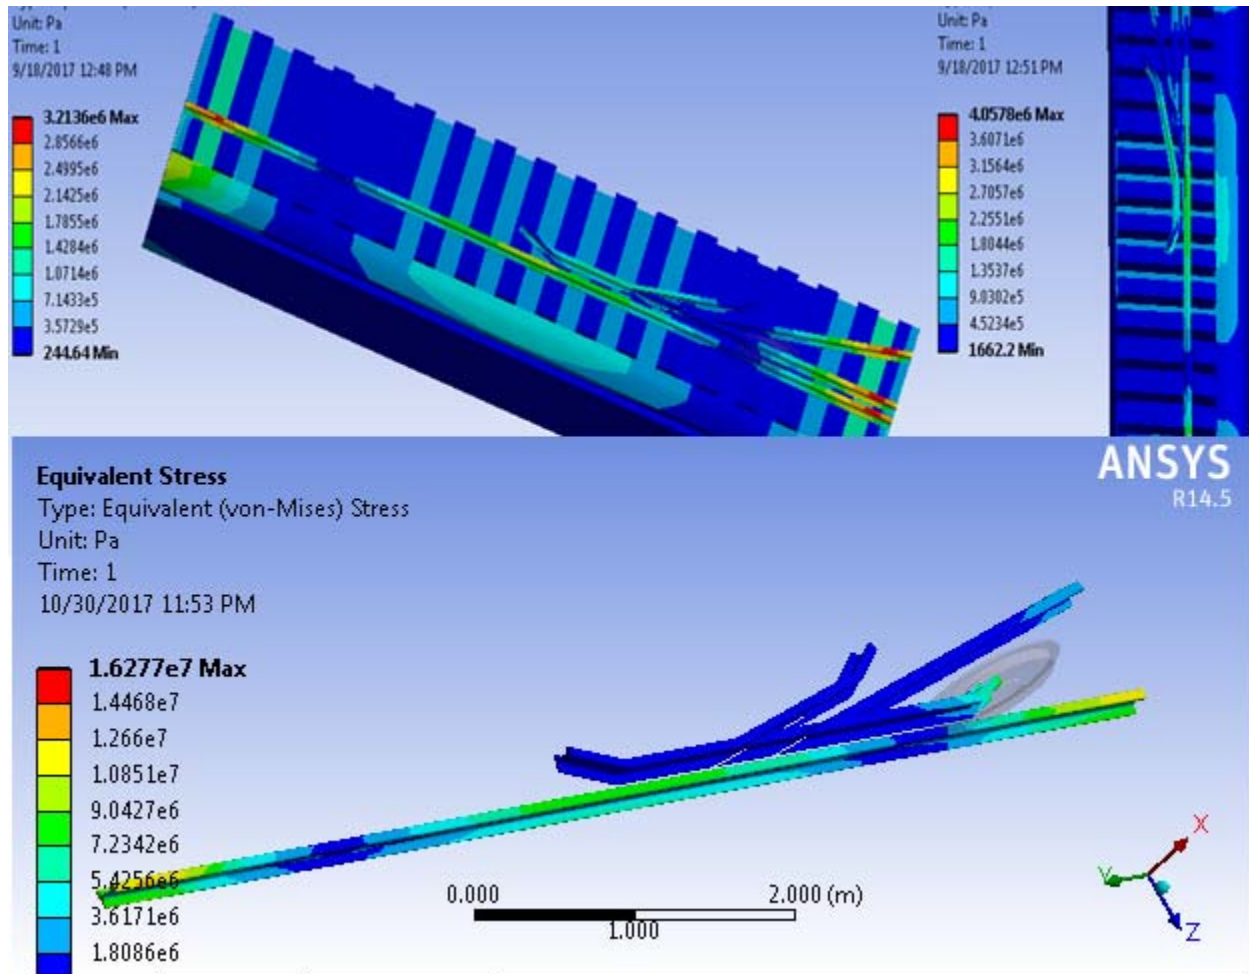 Unit: Pa
Time: 1
9/18/2017 12:48 PM
3.2136e6 Max
2.8566e6
2.4995e6
2.1425e6
1.7855e6
1.4284e6
1.0714e6
7.1433e5
3.5729e5
244.64 Min
Unit: Pa
Time: 1
9/18/2017 12:51 PM
4.0578e6 Max
3.6071e6
3.1564e6
2.7057e6
2.2551e6
1.8044e6
1.3537e6
9.0302e5
4.5234e5
1662.2 Min
Equivalent Stress
Type: Equivalent (von-Mises) Stress
Unit: Pa
Time: 1
10/30/2017 11:53 PM
ANSYS
R14.5
1.6277e7 Max
1.4468e7
1.266e7
1.0851e7
9.0427e6
7.2342e6
5.4256e6
3.6171e6
1.8086e6
0.000
2.000 (m)
1.000
X
Y
Z